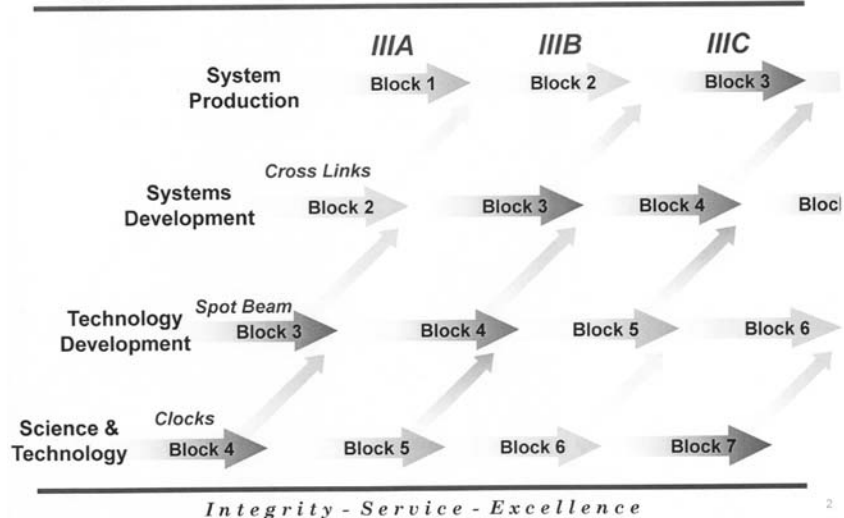 IIIA IIIB IIIC
System
Production
Block 1 Block 2 Block 3
Cross Links
Systems
Development
Block 2 Block 3 Block 4
Spot Beam
Technology
Development
Block 3 Block 4 Block 5 Block 6
Clocks
Science &
Technology
Block 4 Block 5 Block 6 Block 7
Integrity - Service - Excellence
2